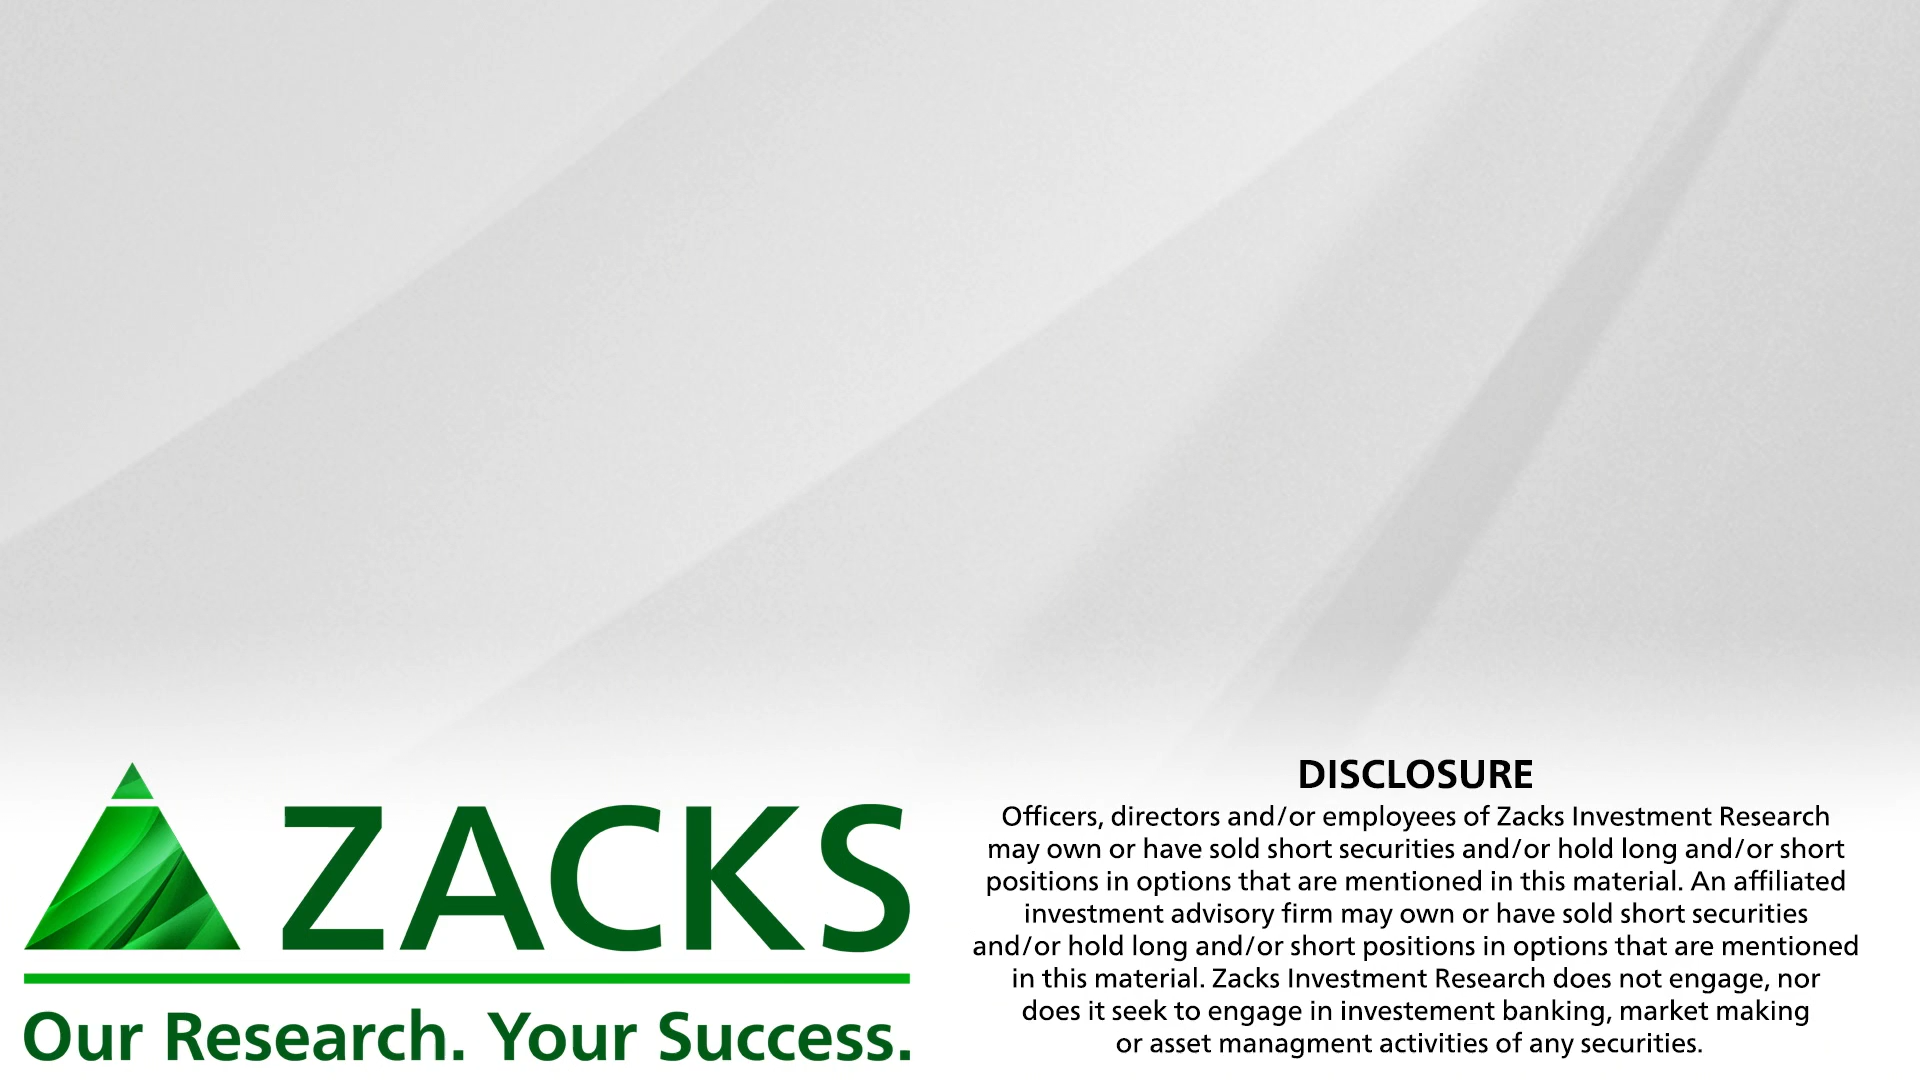 ZACKS
Our Research. Your Success.
DISCLOSURE
Officers, directors and/or employees of Zacks Investment Research
may own or have sold short securities and/or hold long and/or short
positions in options that are mentioned in this material. An affiliated
investment advisory firm may own or have sold short securities
and/or hold long and/or short positions in options that are mentioned
in this material. Zacks Investment Research does not engage, nor
does it seek to engage in investement banking, market making
or asset managment activities of any securities.